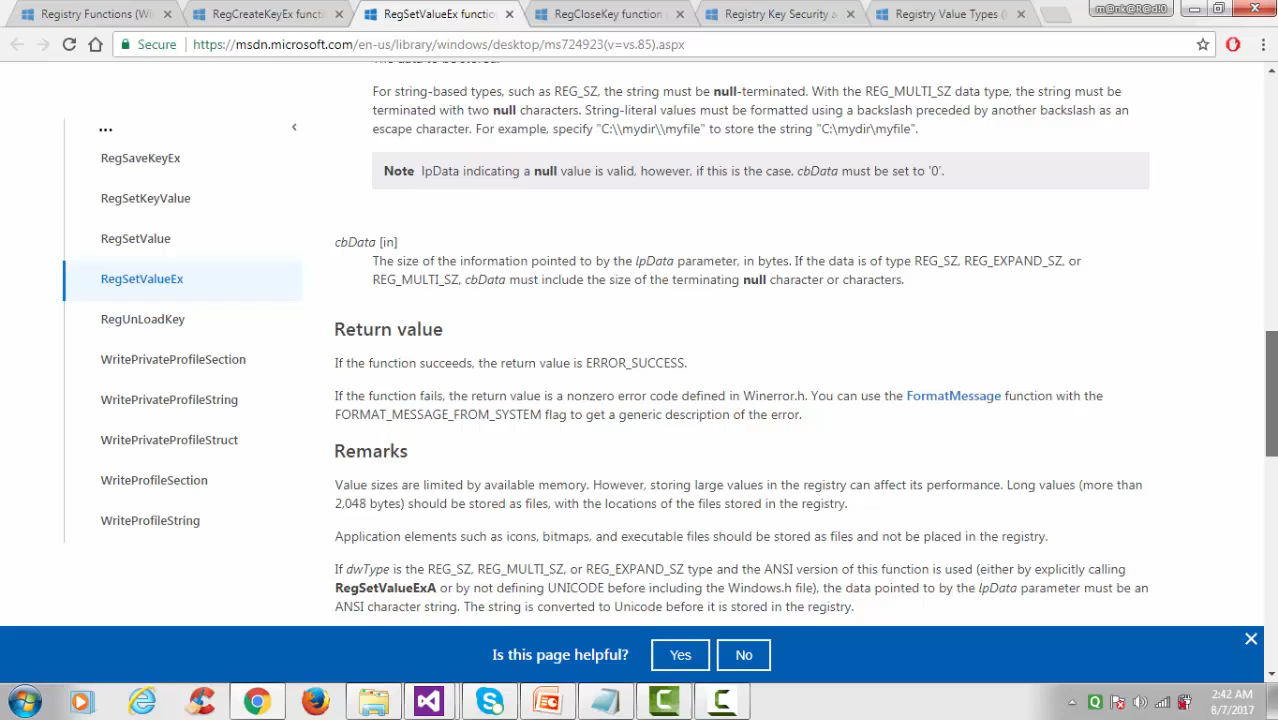 Registry Functions (Wi
RegCreateKeyEx functi
RegSetValueEx functio
RegCloseKey function
Registry Key Security a
Registry Value Types (
m@nk@R@dI0
Secure
https://msdn.microsoft.com/en-us/library/windows/desktop/ms724923(v=vs.85).aspx
The data to be stored.
For string-based types, such as REG_SZ, the string must be null-terminated. With the REG_MULTI_SZ data type, the string must be
terminated with two null characters. String-literal values must be formatted using a backslash preceded by another backslash as an
escape character. For example, specify "C:\\mydir\\myfile" to store the string "C:\mydir\myfile".
Note lpData indicating a null value is valid, however, if this is the case, cbData must be set to '0'.
cbData [in]
The size of the information pointed to by the lpData parameter, in bytes. If the data is of type REG_SZ, REG_EXPAND_SZ, or
REG_MULTI_SZ, cbData must include the size of the terminating null character or characters.
Return value
If the function succeeds, the return value is ERROR_SUCCESS.
If the function fails, the return value is a nonzero error code defined in Winerror.h. You can use the FormatMessage function with the
FORMAT_MESSAGE_FROM_SYSTEM flag to get a generic description of the error.
Remarks
Value sizes are limited by available memory. However, storing large values in the registry can affect its performance. Long values (more than
2,048 bytes) should be stored as files, with the locations of the files stored in the registry.
Application elements such as icons, bitmaps, and executable files should be stored as files and not be placed in the registry.
If dwType is the REG_SZ, REG_MULTI_SZ, or REG_EXPAND_SZ type and the ANSI version of this function is used (either by explicitly calling
RegSetValueExA or by not defining UNICODE before including the Windows.h file), the data pointed to by the lpData parameter must be an
ANSI character string. The string is converted to Unicode before it is stored in the registry.
...
RegSaveKeyEx
RegSetKeyValue
RegSetValue
RegSetValueEx
RegUnLoadKey
WritePrivateProfileSection
WritePrivateProfileString
WritePrivateProfileStruct
WriteProfileSection
WriteProfileString
Is this page helpful?
Yes
No
2:42 AM
8/7/2017